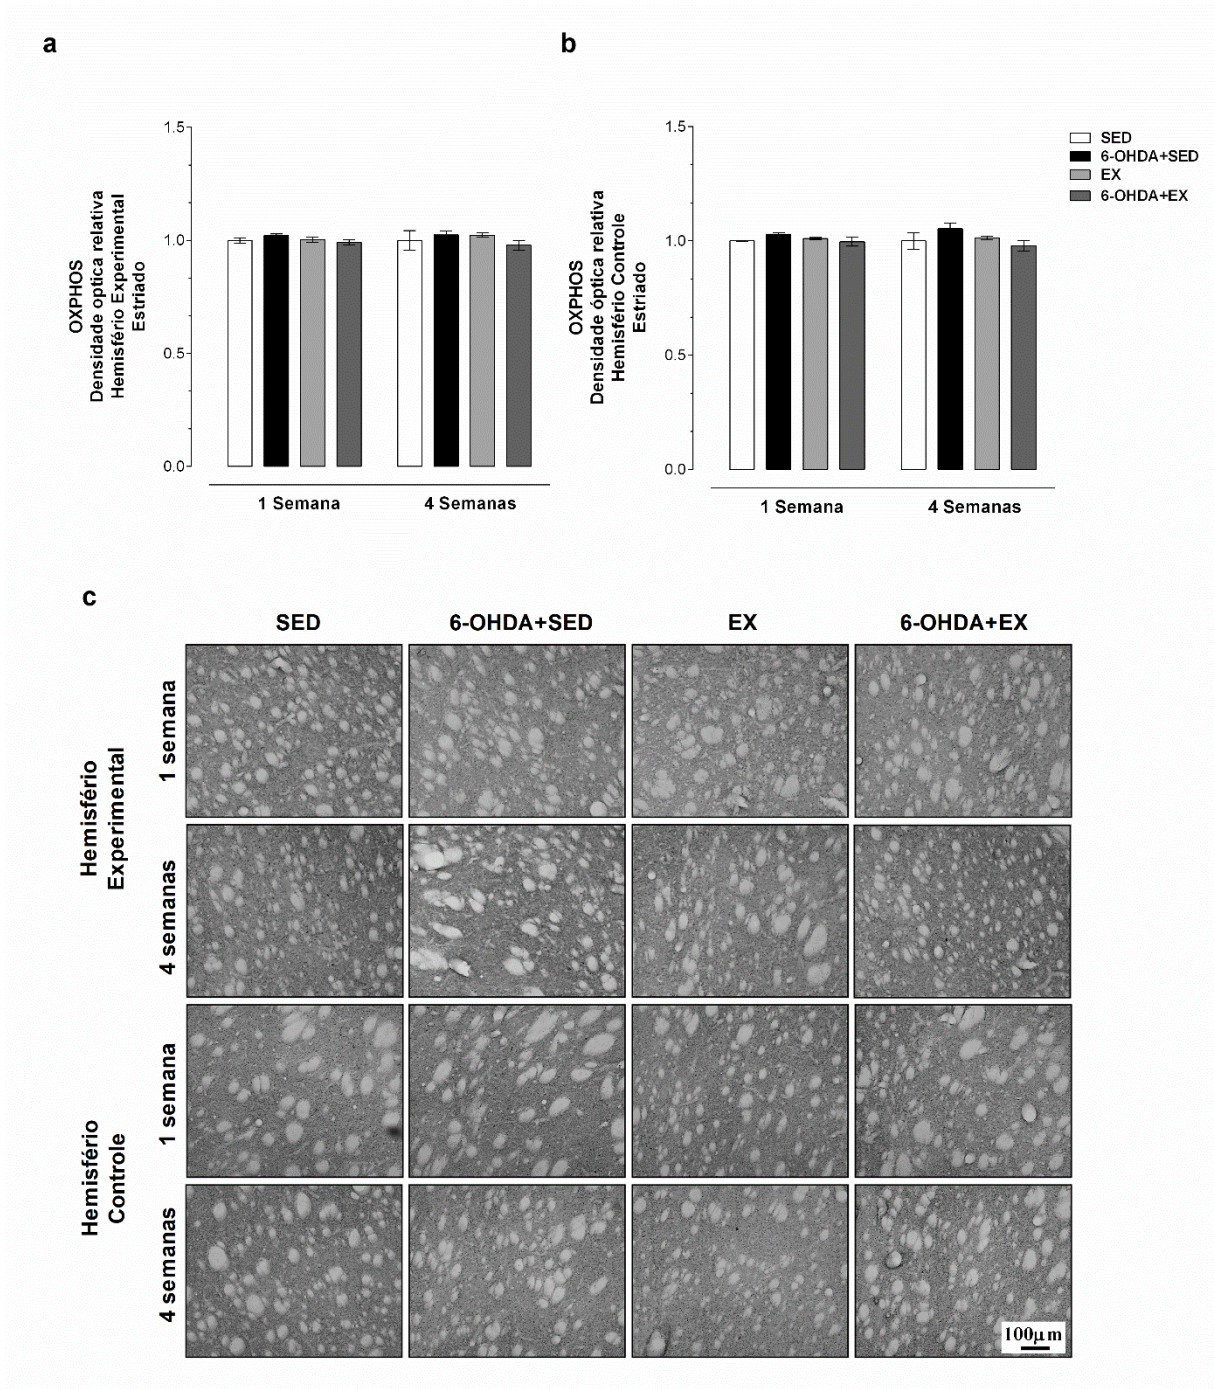 a
b
OXPHOS
Densidade optica relativa
Hemisfério Experimental
Estriado
1.5
1.0
0.5
0.0
1 Semana
4 Semanas
OXPHOS
Densidade óptica relativa
Hemisfério Controle
Estriado
1.5
1.0
0.5
0.0
1 Semana
4 Semanas
SED
6-OHDA+SED
EX
6-OHDA+EX
c
SED
6-OHDA+SED
EX
6-OHDA+EX
Hemisfério
Experimental
1 semana
4 semanas
Hemisfério
Controle
1 semana
4 semanas
100µm